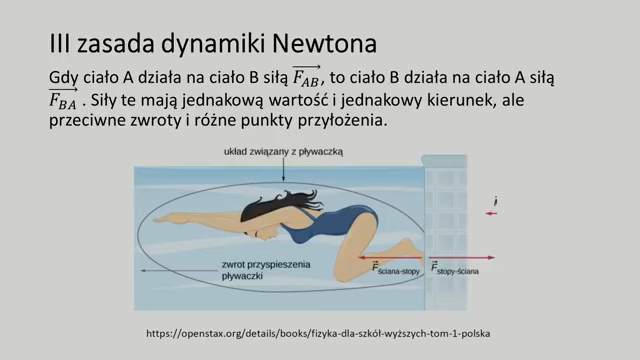 III zasada dynamiki Newtona
Gdy ciało A działa na ciało B siłą F_AB, to ciało B działa na ciało A siłą
F_BA . Siły te mają jednakową wartość i jednakowy kierunek, ale
przeciwne zwroty i różne punkty przyłożenia.
układ związany z pływaczką
zwrot przyspieszenia
pływaczki
F ściana-stopy
F stopy-ściana
https://openstax.org/details/books/fizyka-dla-szkół-wyższych-tom-1-polska